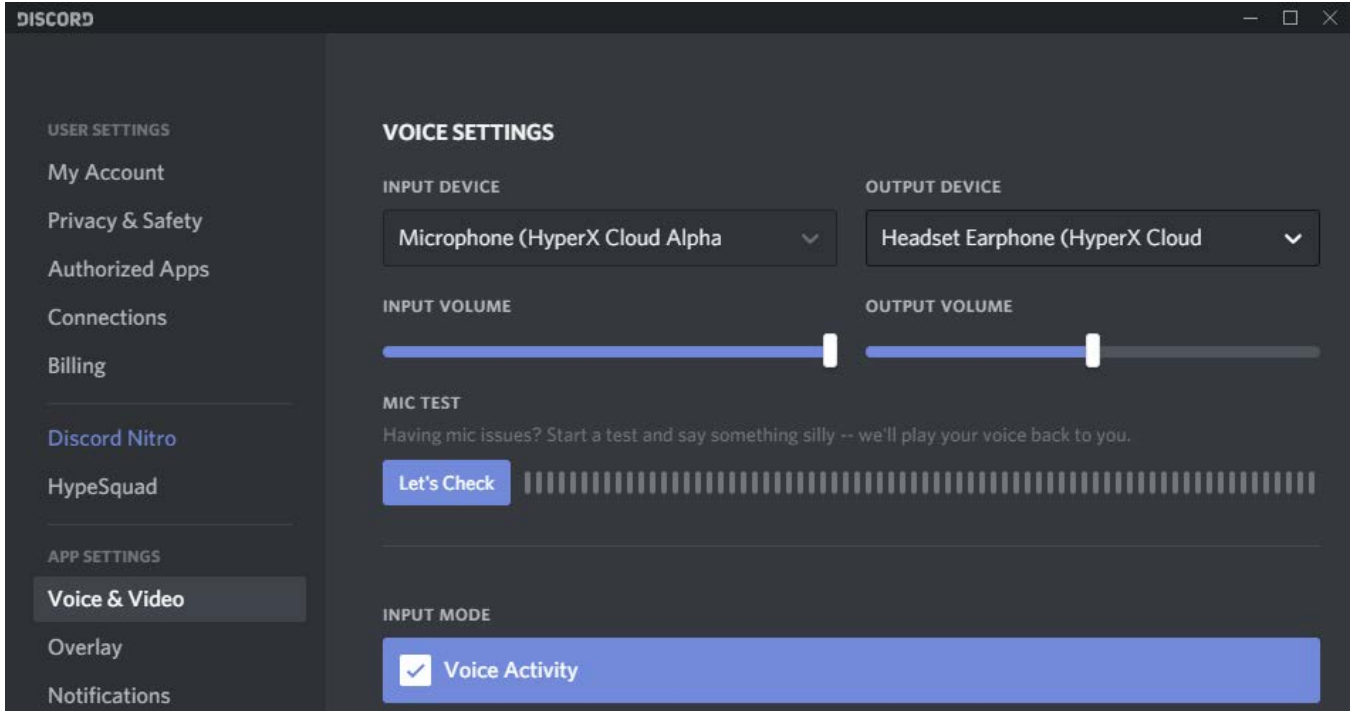 DISCORD
USER SETTINGS
My Account
Privacy & Safety
Authorized Apps
Connections
Billing
Discord Nitro
HypeSquad
APP SETTINGS
Voice & Video
Overlay
Notifications
VOICE SETTINGS
INPUT DEVICE
Microphone (HyperX Cloud Alpha
OUTPUT DEVICE
Headset Earphone (HyperX Cloud
INPUT VOLUME
OUTPUT VOLUME
MIC TEST
Having mic issues? Start a test and say something silly -- we'll play your voice back to you.
Let's Check
INPUT MODE
Voice Activity